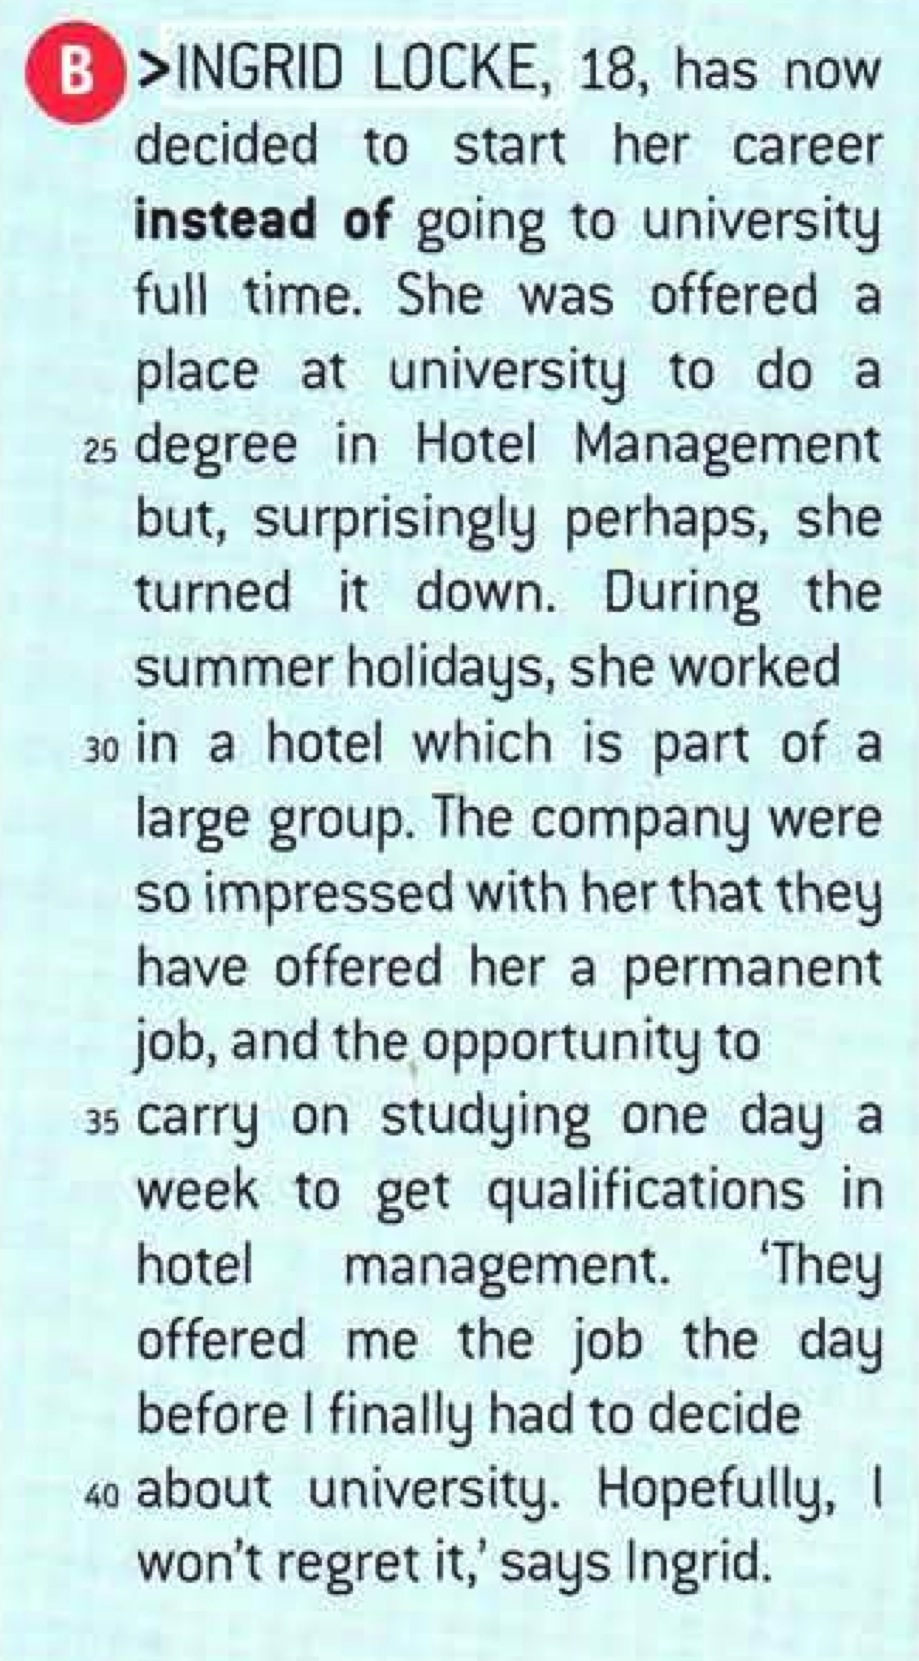 B >INGRID LOCKE, 18, has now
decided to start her career
instead of going to university
full time. She was offered a
place at university to do a
25 degree in Hotel Management
but, surprisingly perhaps, she
turned it down. During the
summer holidays, she worked
30 in a hotel which is part of a
large group. The company were
so impressed with her that they
have offered her a permanent
job, and the opportunity to
35 carry on studying one day a
week to get qualifications in
hotel management. ‘They
offered me the job the day
before I finally had to decide
40 about university. Hopefully, I
won’t regret it,’ says Ingrid.